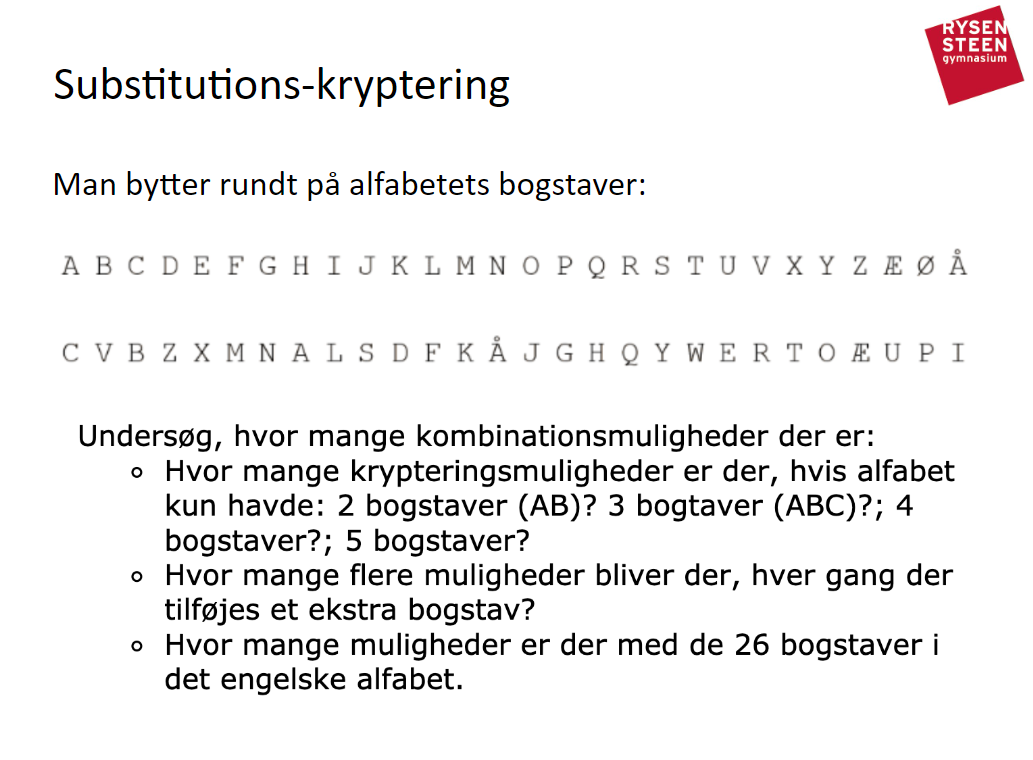 RYSEN
STEEN
gymnasium
Substitutions-kryptering
Man bytter rundt på alfabetets bogstaver:
A B C D E F G H I J K L M N O P Q R S T U V X Y Z Æ Ø Å
C V B Z X M N A L S D F K Å J G H Q Y W E R T O Æ U P I
Undersøg, hvor mange kombinationsmuligheder der er:
o Hvor mange krypteringsmuligheder er der, hvis alfabet
kun havde: 2 bogstaver (AB)? 3 bogtaver (ABC)?; 4
bogstaver?; 5 bogstaver?
o Hvor mange flere muligheder bliver der, hver gang der
tilføjes et ekstra bogstav?
o Hvor mange muligheder er der med de 26 bogstaver i
det engelske alfabet.